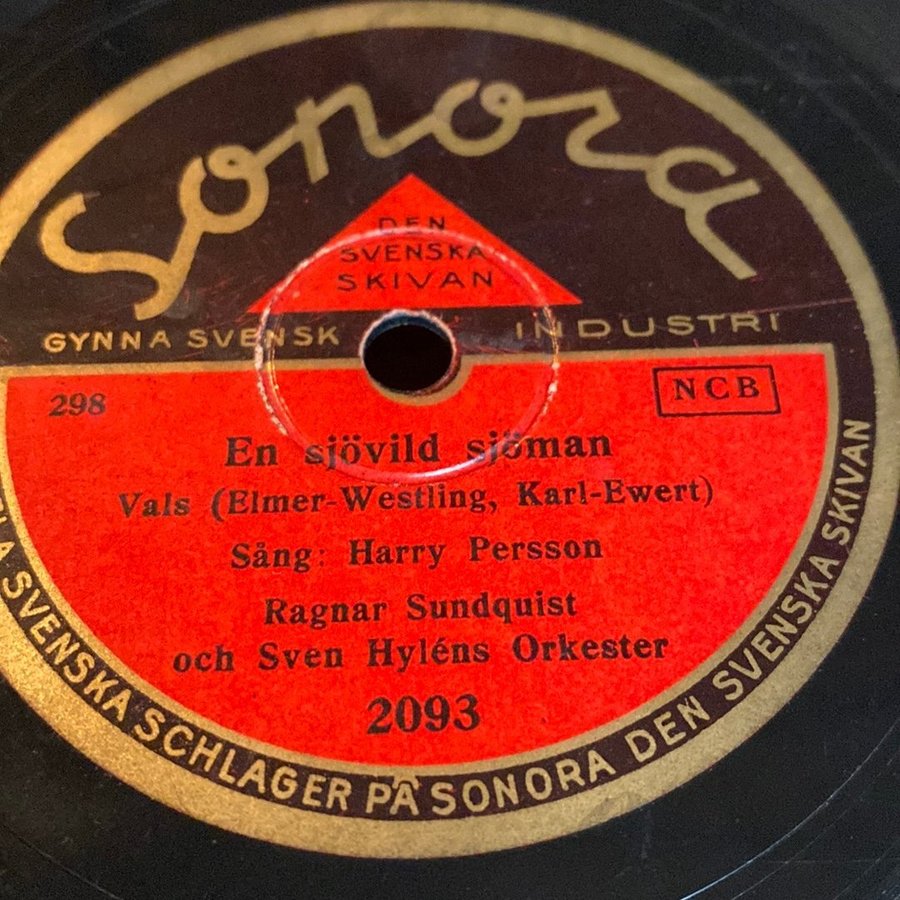 Sonora
DEN
SVENSKA
SKIVAN
GYNNA SVENSK INDUSTRI
298
NCB
En sjövild sjöman
Vals (Elmer-Westling, Karl-Ewert)
Sång: Harry Persson
Ragnar Sundquist
och Sven Hyléns Orkester
2093
SVENSKA SCHLAGER PÅ SONORA DEN SVENSKA SKIVAN